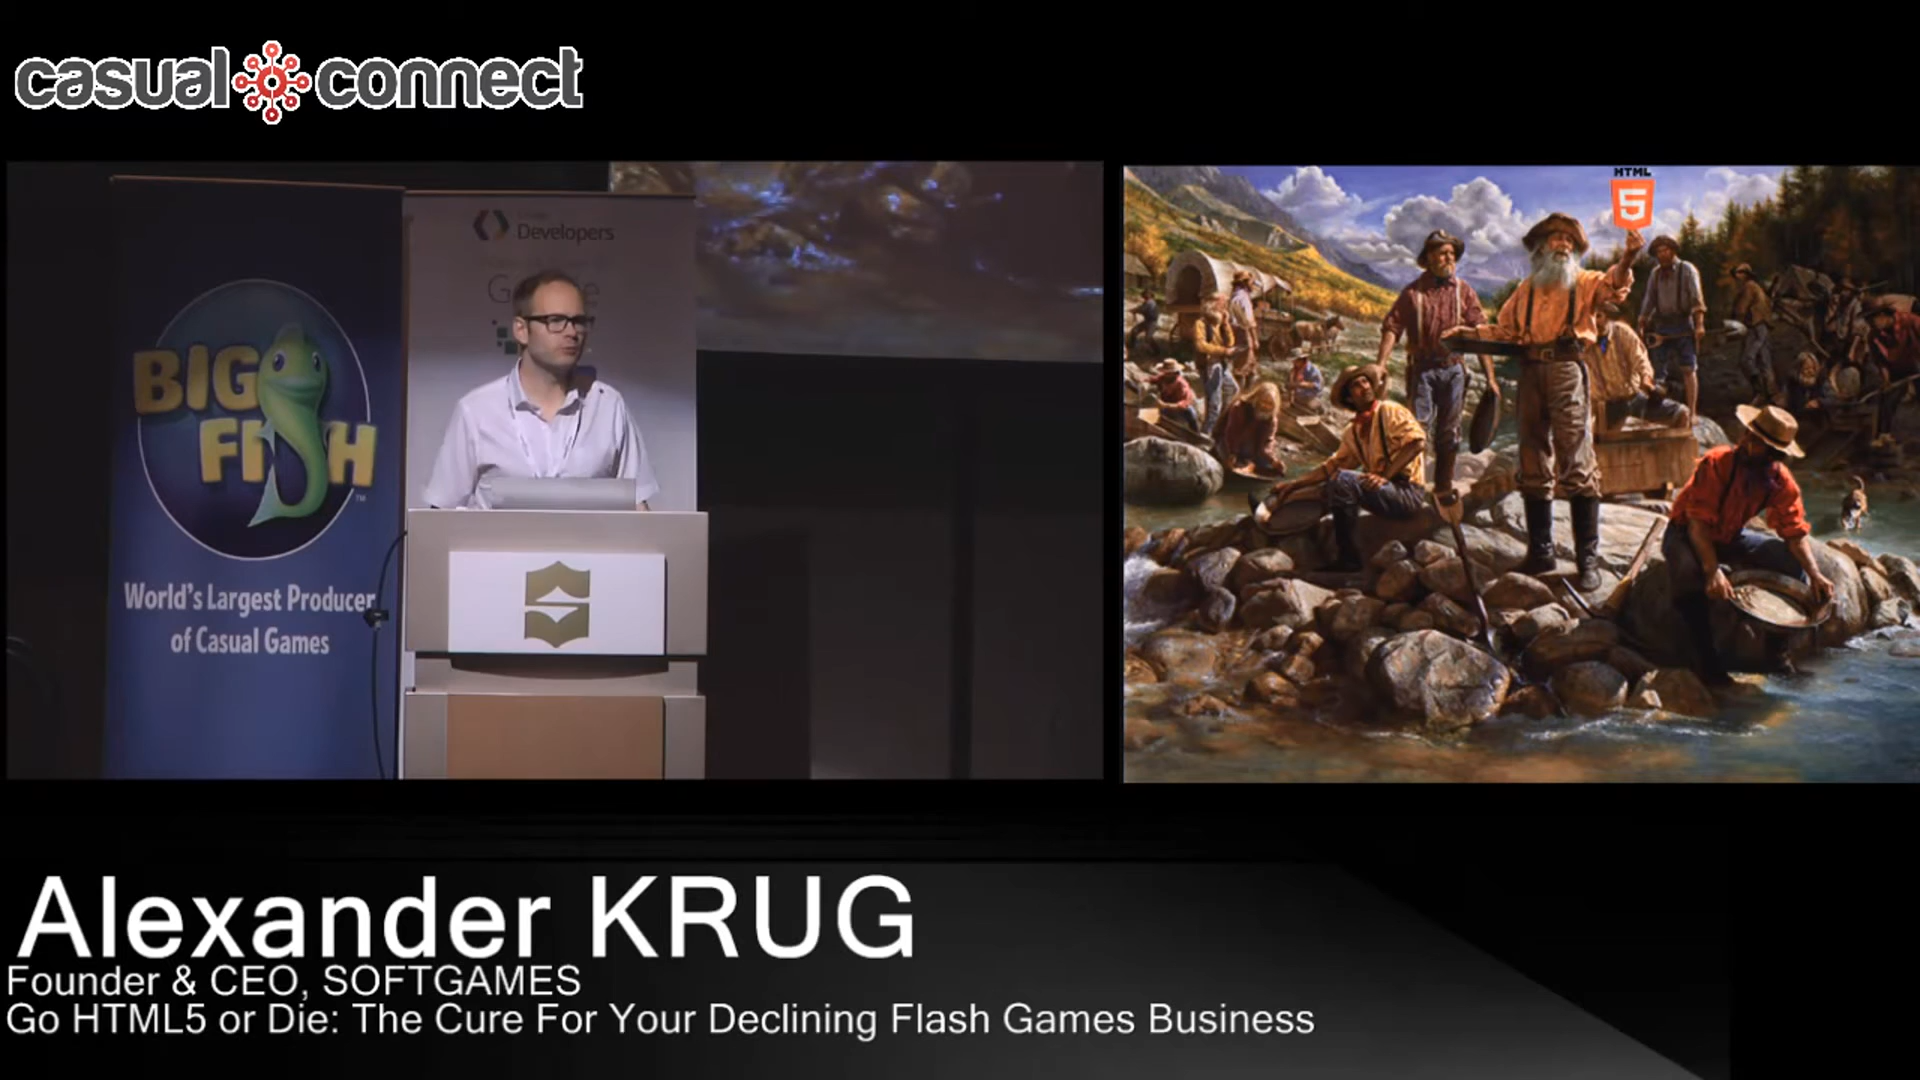 casual connect
HTML
5
Developers
BIG
FISH
™
World's Largest Producer
of Casual Games
Alexander KRUG
Founder & CEO, SOFTGAMES
Go HTML5 or Die: The Cure For Your Declining Flash Games Business